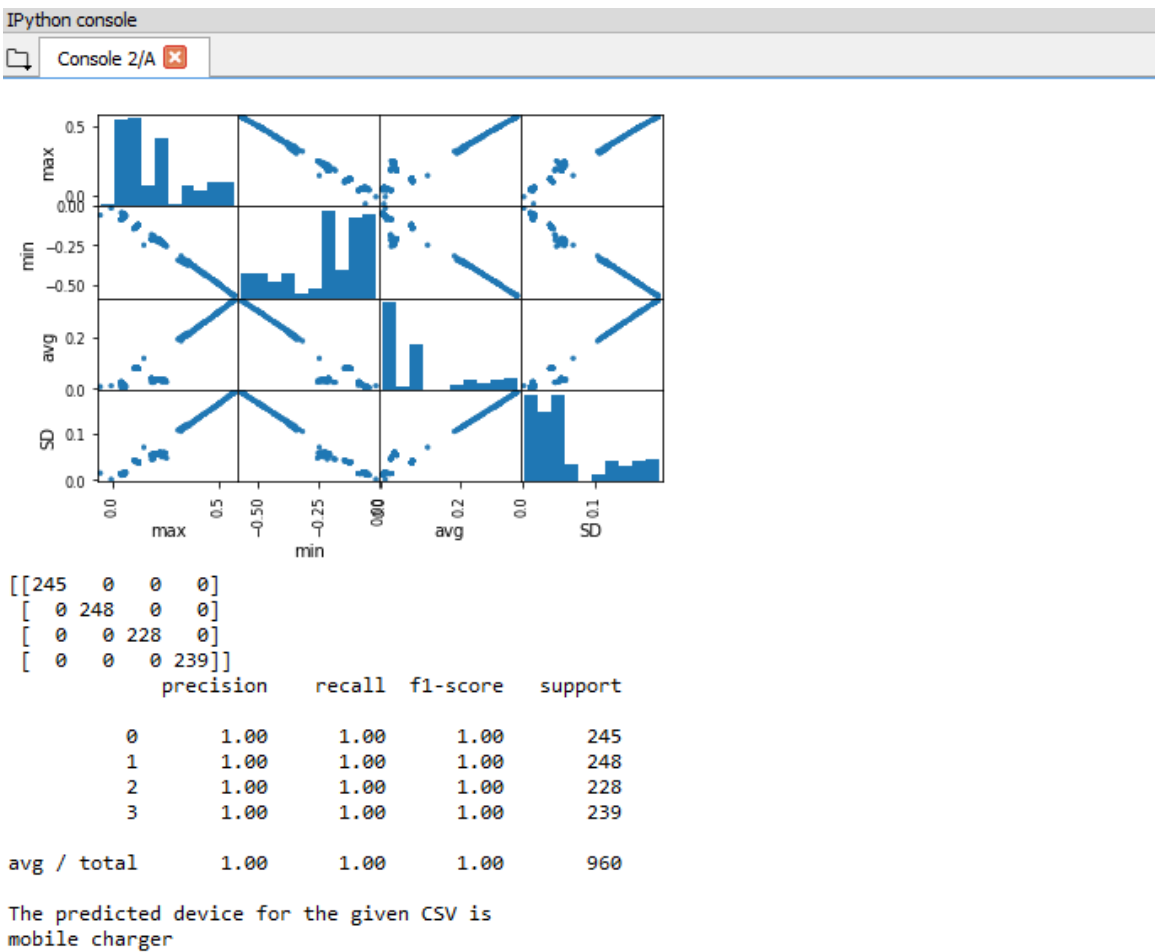 IPython console
Console 2/A
max
0.5
0.0
0.00
min
−0.25
−0.50
avg
0.2
0.0
SD
0.1
0.0
0.0
0.5
−0.50
−0.25
0.00
0.0
0.2
0.0
0.1
max
min
avg
SD
[[245   0   0   0]
 [  0 248   0   0]
 [  0   0 228   0]
 [  0   0   0 239]]
             precision    recall  f1-score   support
          0       1.00      1.00      1.00       245
          1       1.00      1.00      1.00       248
          2       1.00      1.00      1.00       228
          3       1.00      1.00      1.00       239
avg / total       1.00      1.00      1.00       960
The predicted device for the given CSV is
mobile charger